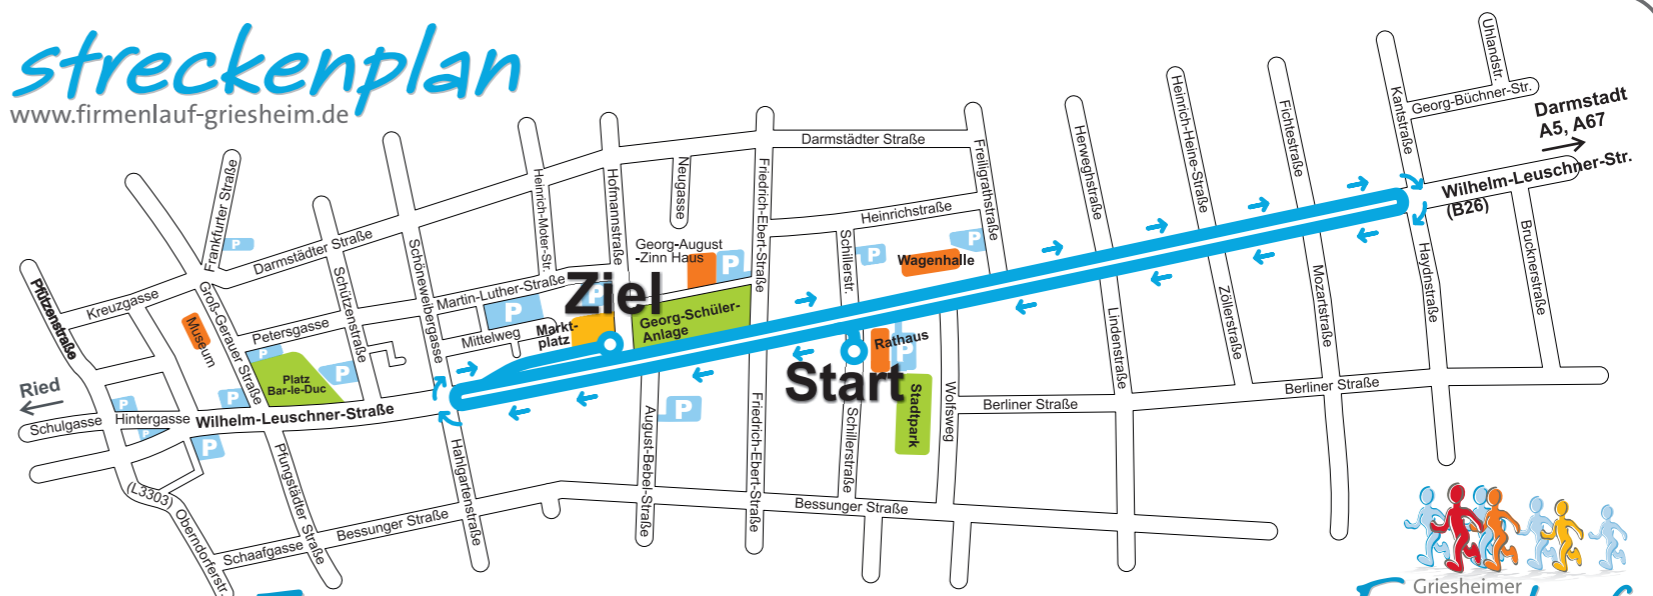 streckenplan
www.firmenlauf-griesheim.de
Uhlandstr.
Georg-Büchner-Str.
Kantstraße
Darmstadt
A5, A67
Wilhelm-Leuschner-Str.
(B26)
Fichtestraße
Heinrich-Heine-Straße
Herweghstraße
Freiligrathstraße
Darmstädter Straße
Heinrichstraße
Friedrich-Ebert-Straße
Neugasse
Hofmannstraße
Heinrich-Moter-Str.
Frankfurter Straße
P
Darmstädter Straße
Schöneweibergasse
Schützenstraße
Pfützenstraße
Kreuzgasse
Groß-Gerauer Straße
Museum
Petersgasse
P
Georg-August
-Zinn Haus
P
Schillerstr.
P
Wagenhalle
P
Martin-Luther-Straße
P
Ziel
P
Mittelweg
Markt-
platz
Georg-Schüler-
Anlage
Rathaus
P
Start
Stadtpark
Wolfsweg
Schillerstraße
Lindenstraße
Zöllerstraße
Mozartstraße
Haydnstraße
Brucknerstraße
Berliner Straße
Berliner Straße
Ried
Platz
Bar-le-Duc
P
P
P
Schulgasse
Hintergasse
Wilhelm-Leuschner-Straße
P
P
P
August-Bebel-Straße
Friedrich-Ebert-Straße
Hahlgartenstraße
Pfungstädter Straße
(L3303)
Oberndorferstr.
Schaafgasse
Bessunger Straße
Bessunger Straße
Griesheimer